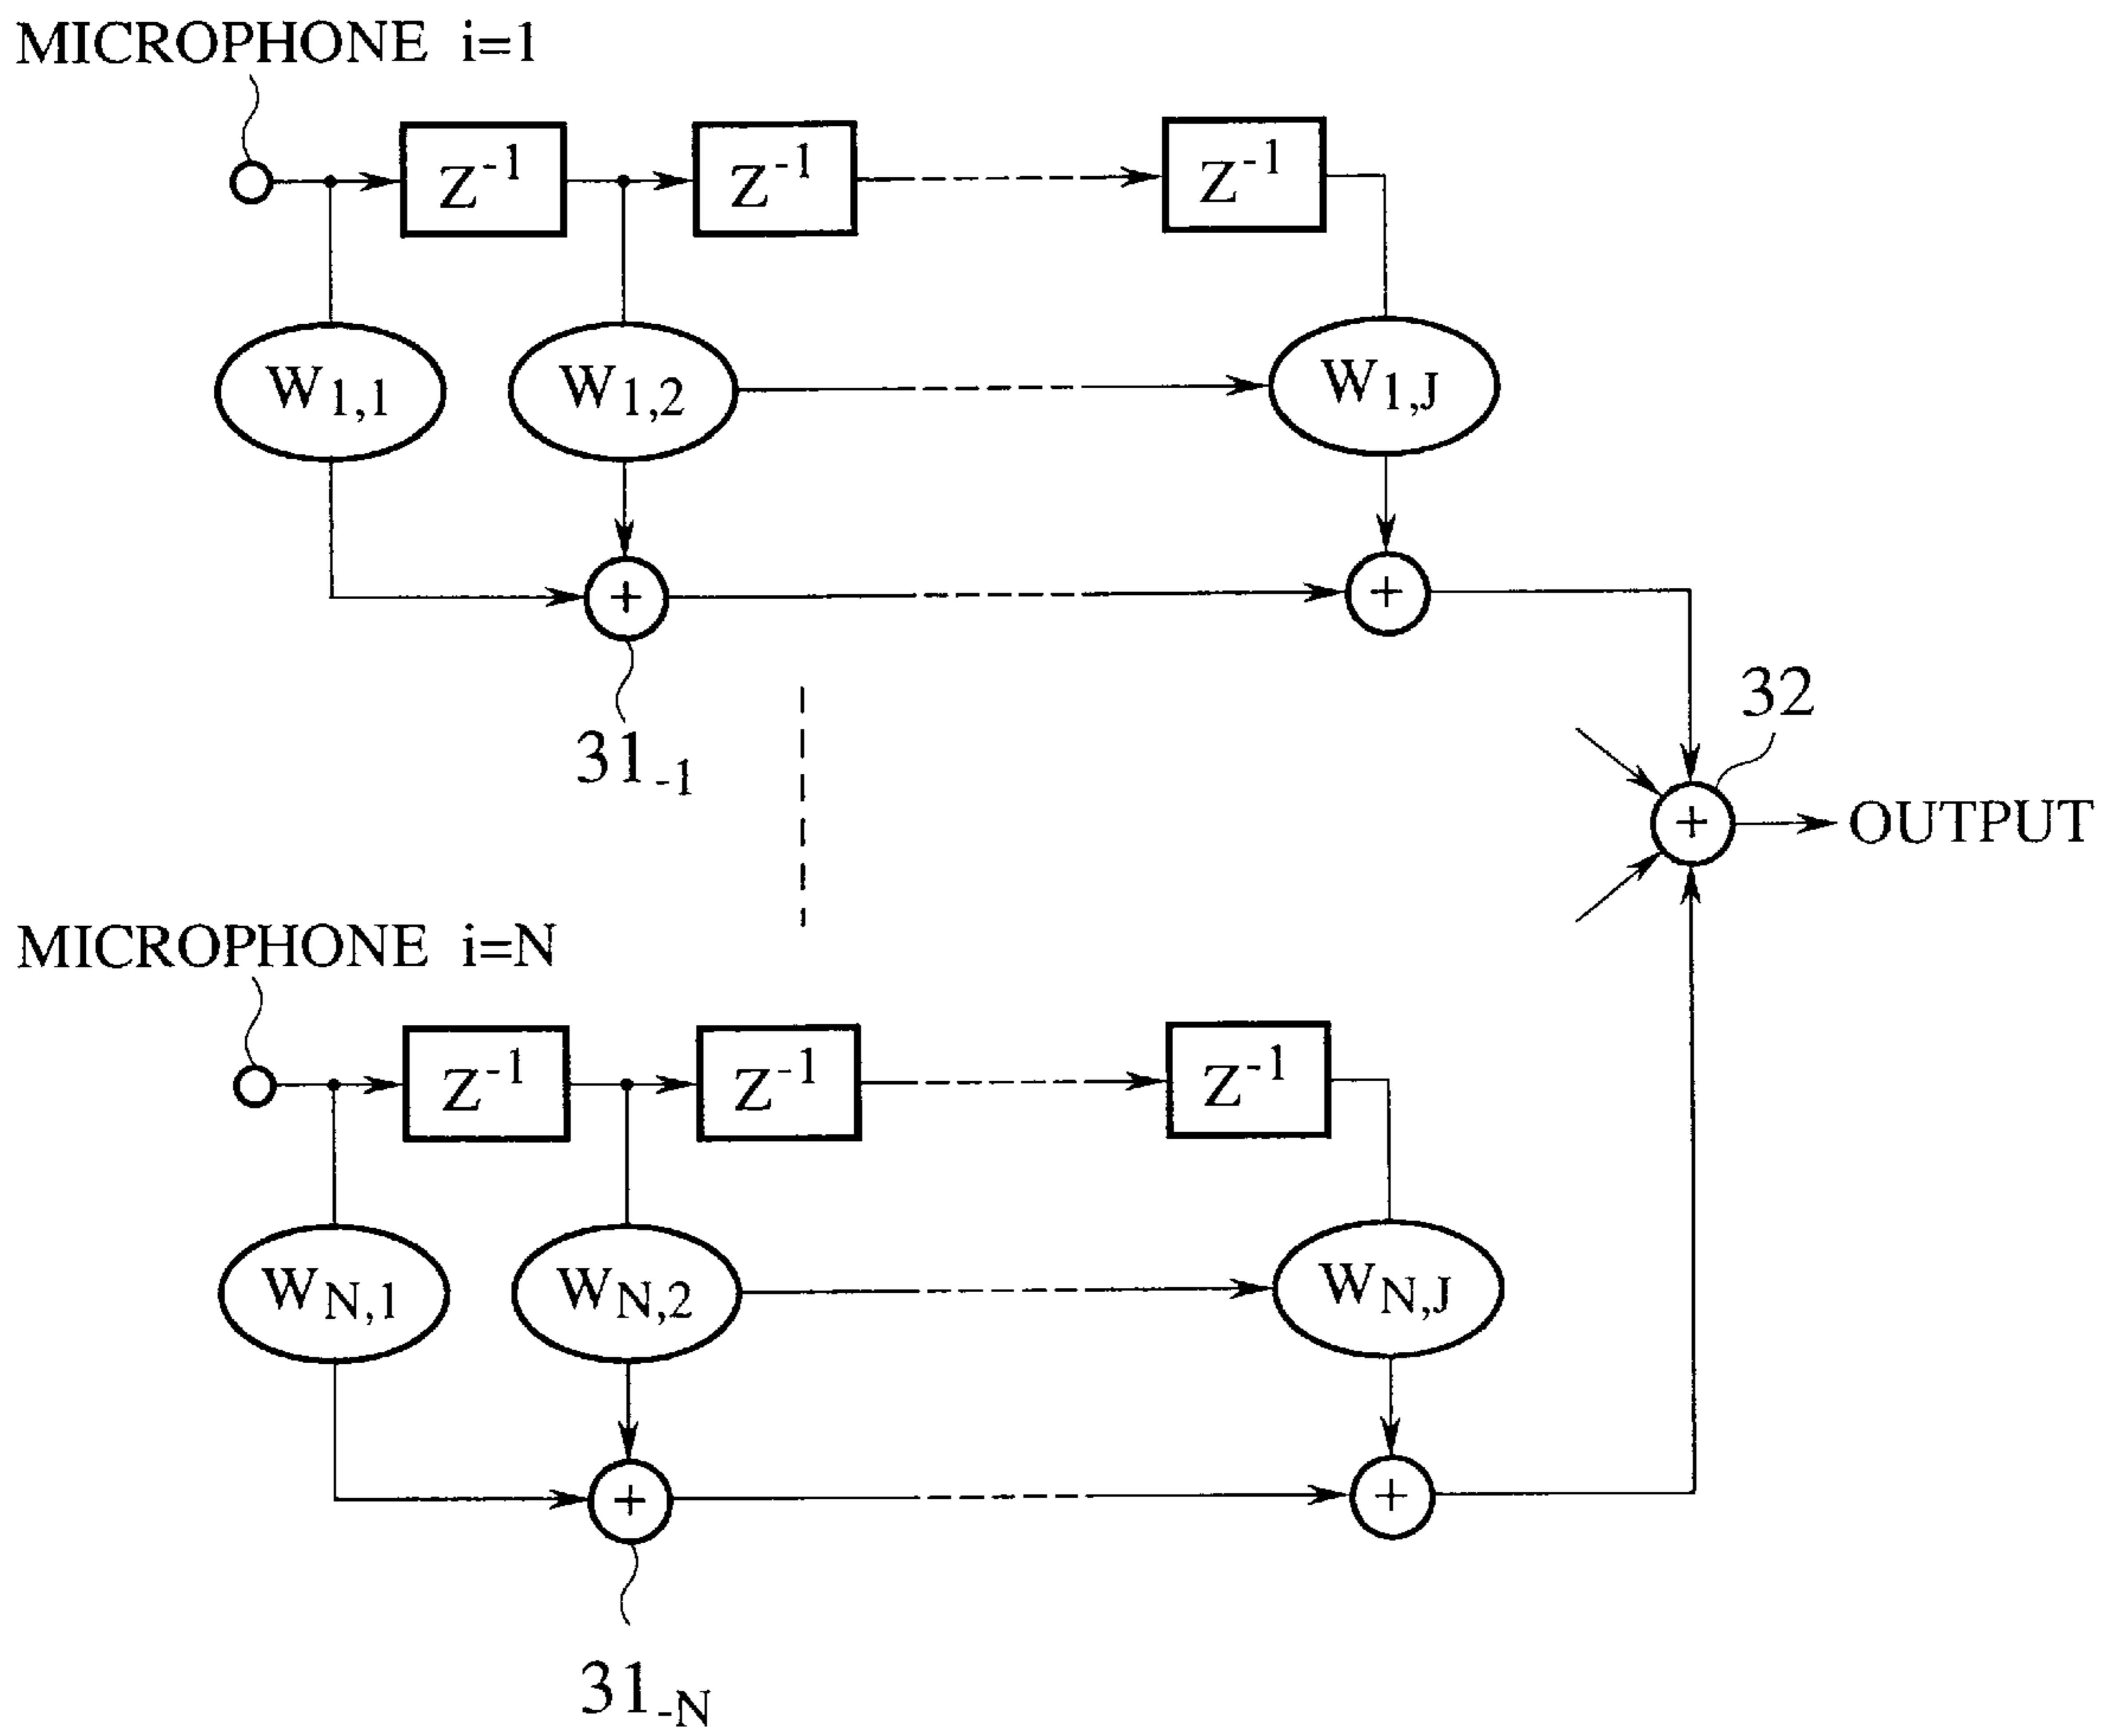 MICROPHONE i=1
Z-1 Z-1 Z-1
W1,1 W1,2 W1,J
+ +
31-1
32
+ OUTPUT
MICROPHONE i=N
Z-1 Z-1 Z-1
WN,1 WN,2 WN,J
+ +
31-N